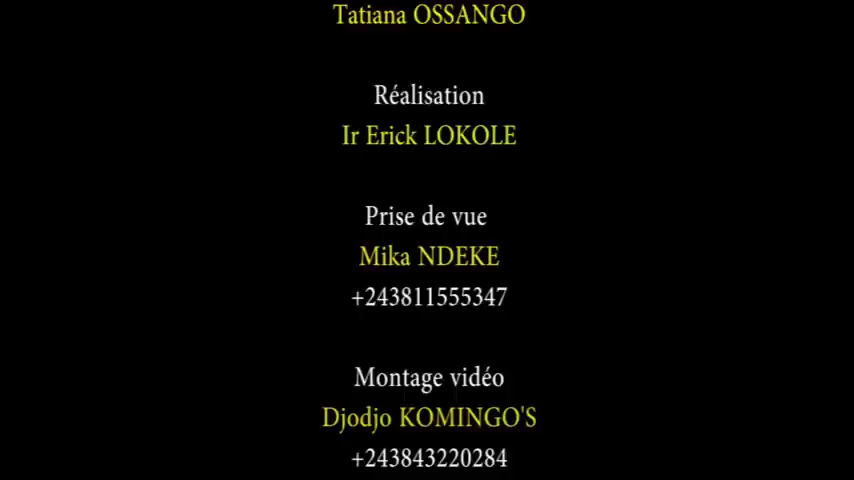 Tatiana OSSANGO
Réalisation
Ir Erick LOKOLE
Prise de vue
Mika NDEKE
+243811555347
Montage vidéo
Djodjo KOMINGO'S
+243843220284